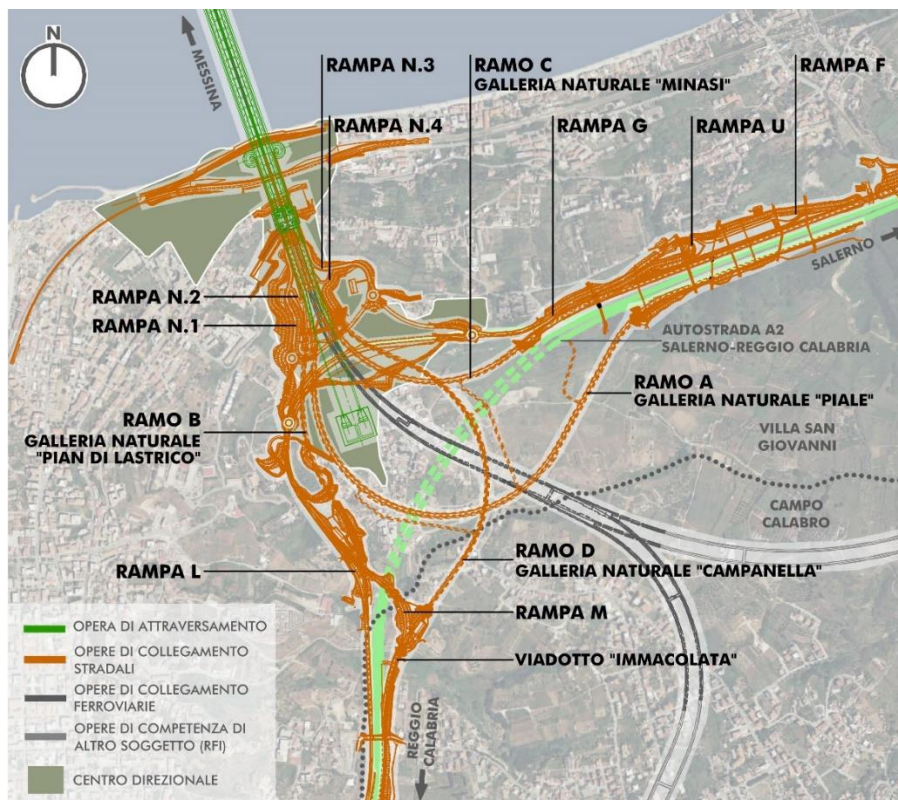 N
MESSINA
RAMPA N.3
RAMPA N.4
RAMO C
GALLERIA NATURALE "MINASI"
RAMPA G
RAMPA U
RAMPA F
SALERNO
RAMPA N.2
RAMPA N.1
AUTOSTRADA A2
SALERNO-REGGIO CALABRIA
RAMO A
GALLERIA NATURALE "PIALE"
RAMO B
GALLERIA NATURALE
"PIAN DI LASTRICO"
VILLA SAN
GIOVANNI
CAMPO
CALABRO
RAMPA L
RAMO D
GALLERIA NATURALE "CAMPANELLA"
RAMPA M
VIADOTTO "IMMACOLATA"
REGGIO
CALABRIA
OPERA DI ATTRAVERSAMENTO
OPERE DI COLLEGAMENTO
STRADALI
OPERE DI COLLEGAMENTO
FERROVIARIE
OPERE DI COMPETENZA DI
ALTRO SOGGETTO (RFI)
CENTRO DIREZIONALE